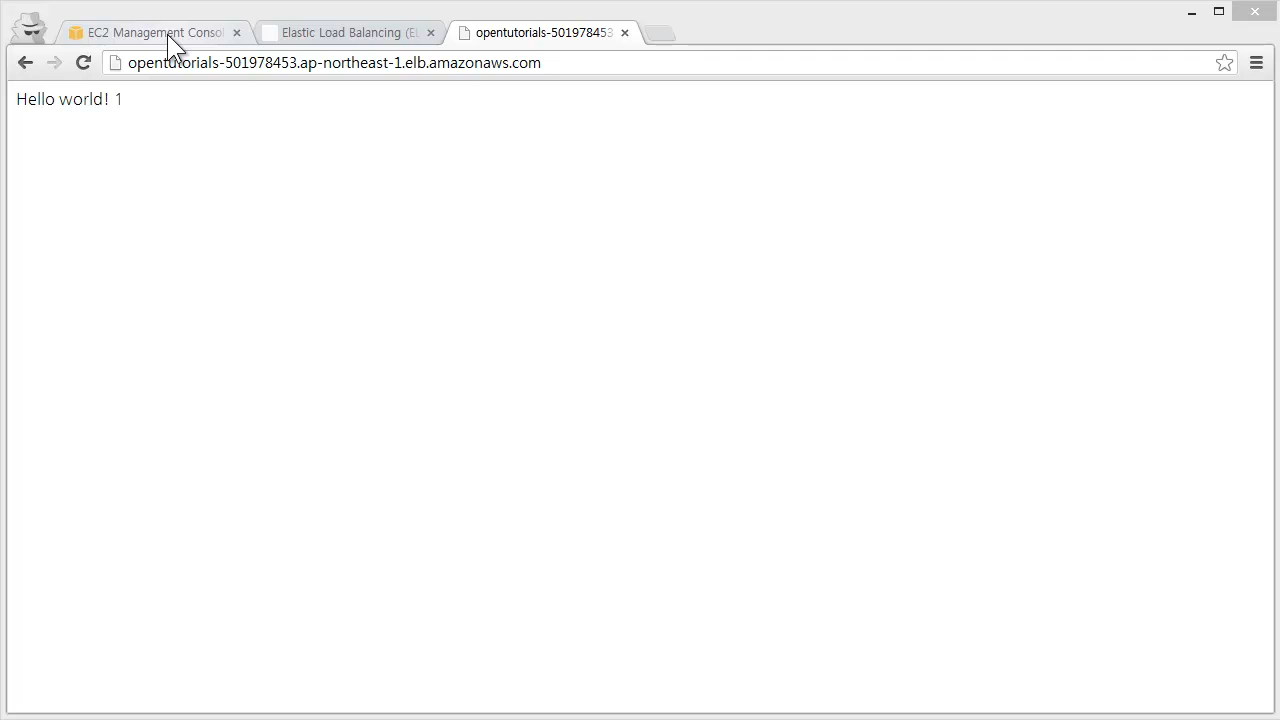 EC2 Management Consol
Elastic Load Balancing (EL
opentutorials-501978453
opentutorials-501978453.ap-northeast-1.elb.amazonaws.com
Hello world! 1